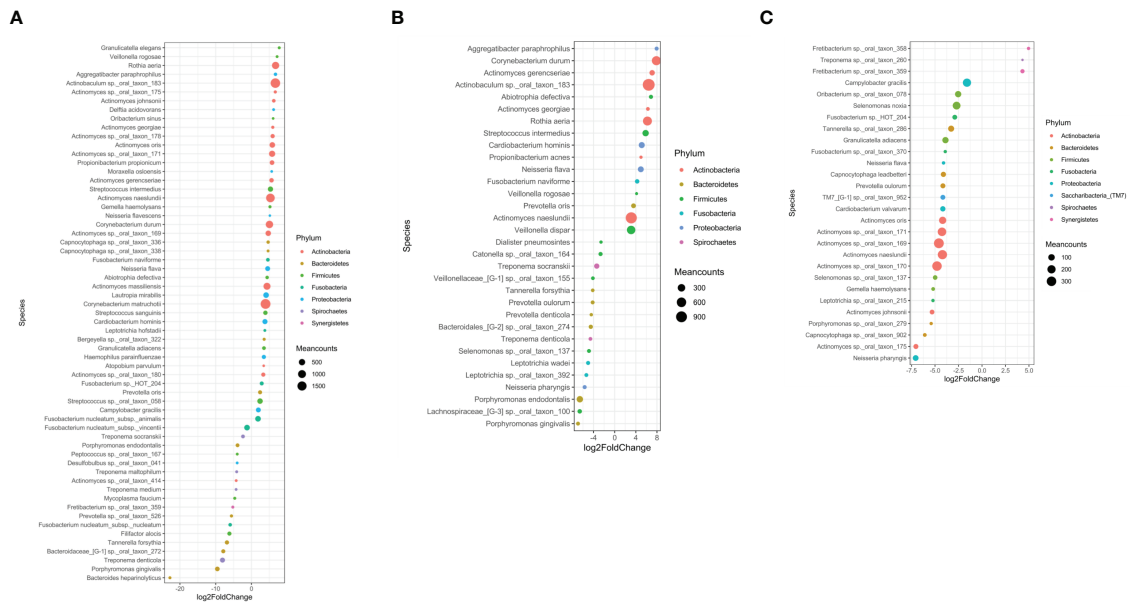 A
Granulicatella elegans
Veillonella rogosae
Rothia aeria
Aggregatibacter paraphrophilus
Actinobaculum sp._oral_taxon_183
Actinomyces sp._oral_taxon_175
Actinomyces johnsonii
Delftia acidovorans
Oribacterium sinus
Actinomyces georgiae
Actinomyces sp._oral_taxon_178
Actinomyces oris
Actinomyces sp._oral_taxon_171
Propionibacterium propionicum
Moraxella osloensis
Actinomyces gerencseriae
Streptococcus intermedius
Actinomyces naeslundii
Gemella haemolysans
Neisseria flavescens
Corynebacterium durum
Actinomyces sp._oral_taxon_169
Capnocytophaga sp._oral_taxon_336
Capnocytophaga sp._oral_taxon_338
Fusobacterium naviforme
Neisseria flava
Abiotrophia defectiva
Actinomyces massiliensis
Lautropia mirabilis
Corynebacterium matruchotii
Streptococcus sanguinis
Cardiobacterium hominis
Leptotrichia hofstadii
Bergeyella sp._oral_taxon_322
Granulicatella adiacens
Haemophilus parainfluenzae
Atopobium parvulum
Actinomyces sp._oral_taxon_180
Fusobacterium sp._HOT_204
Prevotella oris
Streptococcus sp._oral_taxon_058
Campylobacter gracilis
Fusobacterium nucleatum_subsp._animalis
Fusobacterium nucleatum_subsp._vincentii
Treponema socranskii
Porphyromonas endodontalis
Peptococcus sp._oral_taxon_167
Desulfobulbus sp._oral_taxon_041
Treponema maltophilum
Actinomyces sp._oral_taxon_414
Treponema medium
Mycoplasma faucium
Fretibacterium sp._oral_taxon_359
Prevotella sp._oral_taxon_526
Fusobacterium nucleatum_subsp._nucleatum
Filifactor alocis
Tannerella forsythia
Bacteroidaceae_[G-1] sp._oral_taxon_272
Treponema denticola
Porphyromonas gingivalis
Bacteroides heparinolyticus
Species
-20 -10 0
log2FoldChange
Phylum
Actinobacteria
Bacteroidetes
Firmicutes
Fusobacteria
Proteobacteria
Spirochaetes
Synergistetes
Meancounts
500
1000
1500
B
Aggregatibacter paraphrophilus
Corynebacterium durum
Actinomyces gerencseriae
Actinobaculum sp._oral_taxon_183
Abiotrophia defectiva
Actinomyces georgiae
Rothia aeria
Streptococcus intermedius
Cardiobacterium hominis
Propionibacterium acnes
Neisseria flava
Fusobacterium naviforme
Veillonella rogosae
Prevotella oris
Actinomyces naeslundii
Veillonella dispar
Dialister pneumosintes
Catonella sp._oral_taxon_164
Treponema socranskii
Veillonellaceae_[G-1] sp._oral_taxon_155
Tannerella forsythia
Prevotella oulorum
Prevotella denticola
Bacteroidales_[G-2] sp._oral_taxon_274
Treponema denticola
Selenomonas sp._oral_taxon_137
Leptotrichia wadei
Leptotrichia sp._oral_taxon_392
Neisseria pharyngis
Porphyromonas endodontalis
Lachnospiraceae_[G-3] sp._oral_taxon_100
Porphyromonas gingivalis
Species
-4 0 4 8
log2FoldChange
Phylum
Actinobacteria
Bacteroidetes
Firmicutes
Fusobacteria
Proteobacteria
Spirochaetes
Meancounts
300
600
900
C
Fretibacterium sp._oral_taxon_358
Treponema sp._oral_taxon_260
Fretibacterium sp._oral_taxon_359
Campylobacter gracilis
Oribacterium sp._oral_taxon_078
Selenomonas noxia
Fusobacterium sp._HOT_204
Tannerella sp._oral_taxon_286
Granulicatella adiacens
Fusobacterium sp._oral_taxon_370
Neisseria flava
Capnocytophaga leadbetteri
Prevotella oulorum
TM7_[G-1] sp._oral_taxon_952
Cardiobacterium valvarum
Actinomyces oris
Actinomyces sp._oral_taxon_171
Actinomyces sp._oral_taxon_169
Actinomyces naeslundii
Actinomyces sp._oral_taxon_170
Selenomonas sp._oral_taxon_137
Gemella haemolysans
Leptotrichia sp._oral_taxon_215
Actinomyces johnsonii
Porphyromonas sp._oral_taxon_279
Capnocytophaga sp._oral_taxon_902
Actinomyces sp._oral_taxon_175
Neisseria pharyngis
Species
-7.5 -5.0 -2.5 0.0 2.5 5.0
log2FoldChange
Phylum
Actinobacteria
Bacteroidetes
Firmicutes
Fusobacteria
Proteobacteria
Saccharibacteria_(TM7)
Spirochaetes
Synergistetes
Meancounts
100
200
300